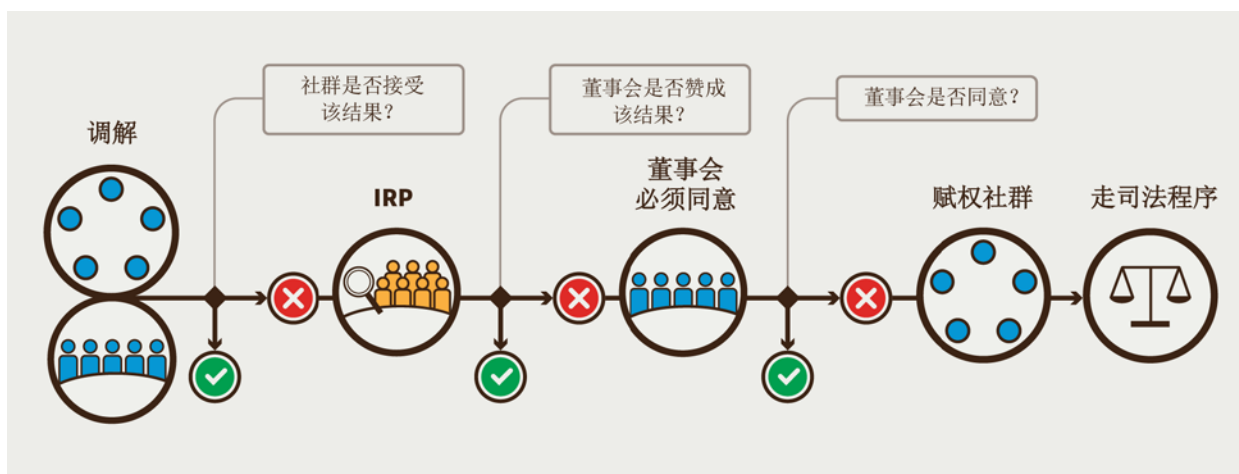 社群是否接受
该结果?
董事会是否赞成
该结果?
董事会是否同意?
调解
IRP
董事会
必须同意
赋权社群
走司法程序